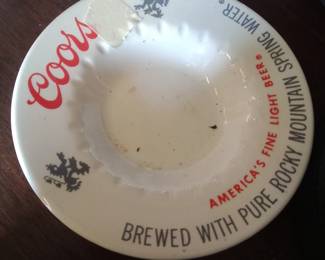 Coors
AMERICA'S FINE LIGHT BEER®
BREWED WITH PURE ROCKY MOUNTAIN SPRING WATER®